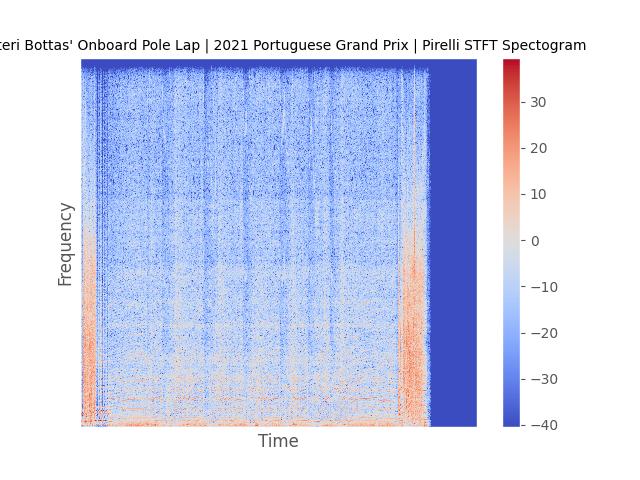 teri Bottas' Onboard Pole Lap | 2021 Portuguese Grand Prix | Pirelli STFT Spectogram
Frequency
Time
30
20
10
0
−10
−20
−30
−40